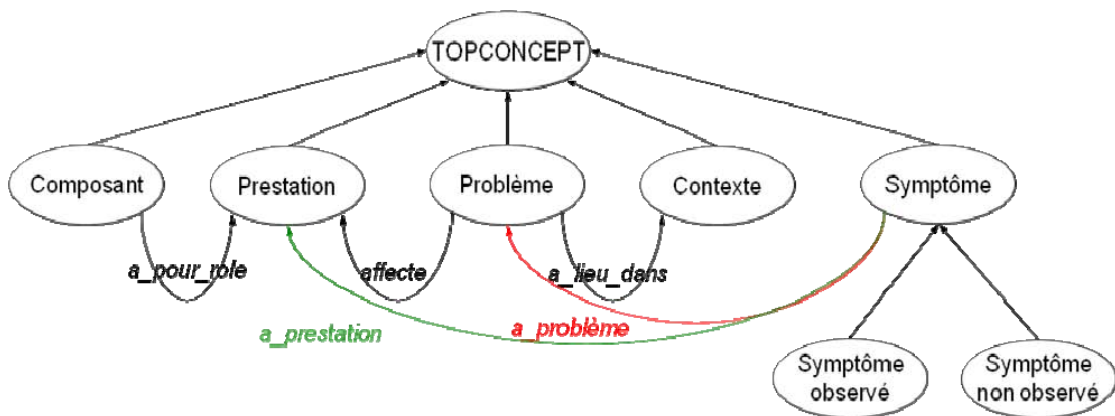 TOPCONCEPT
Composant
Prestation
Problème
Contexte
Symptôme
a_pour_role
affecte
a_lieu_dans
a_prestation
a_problème
Symptôme
observé
Symptôme
non observé